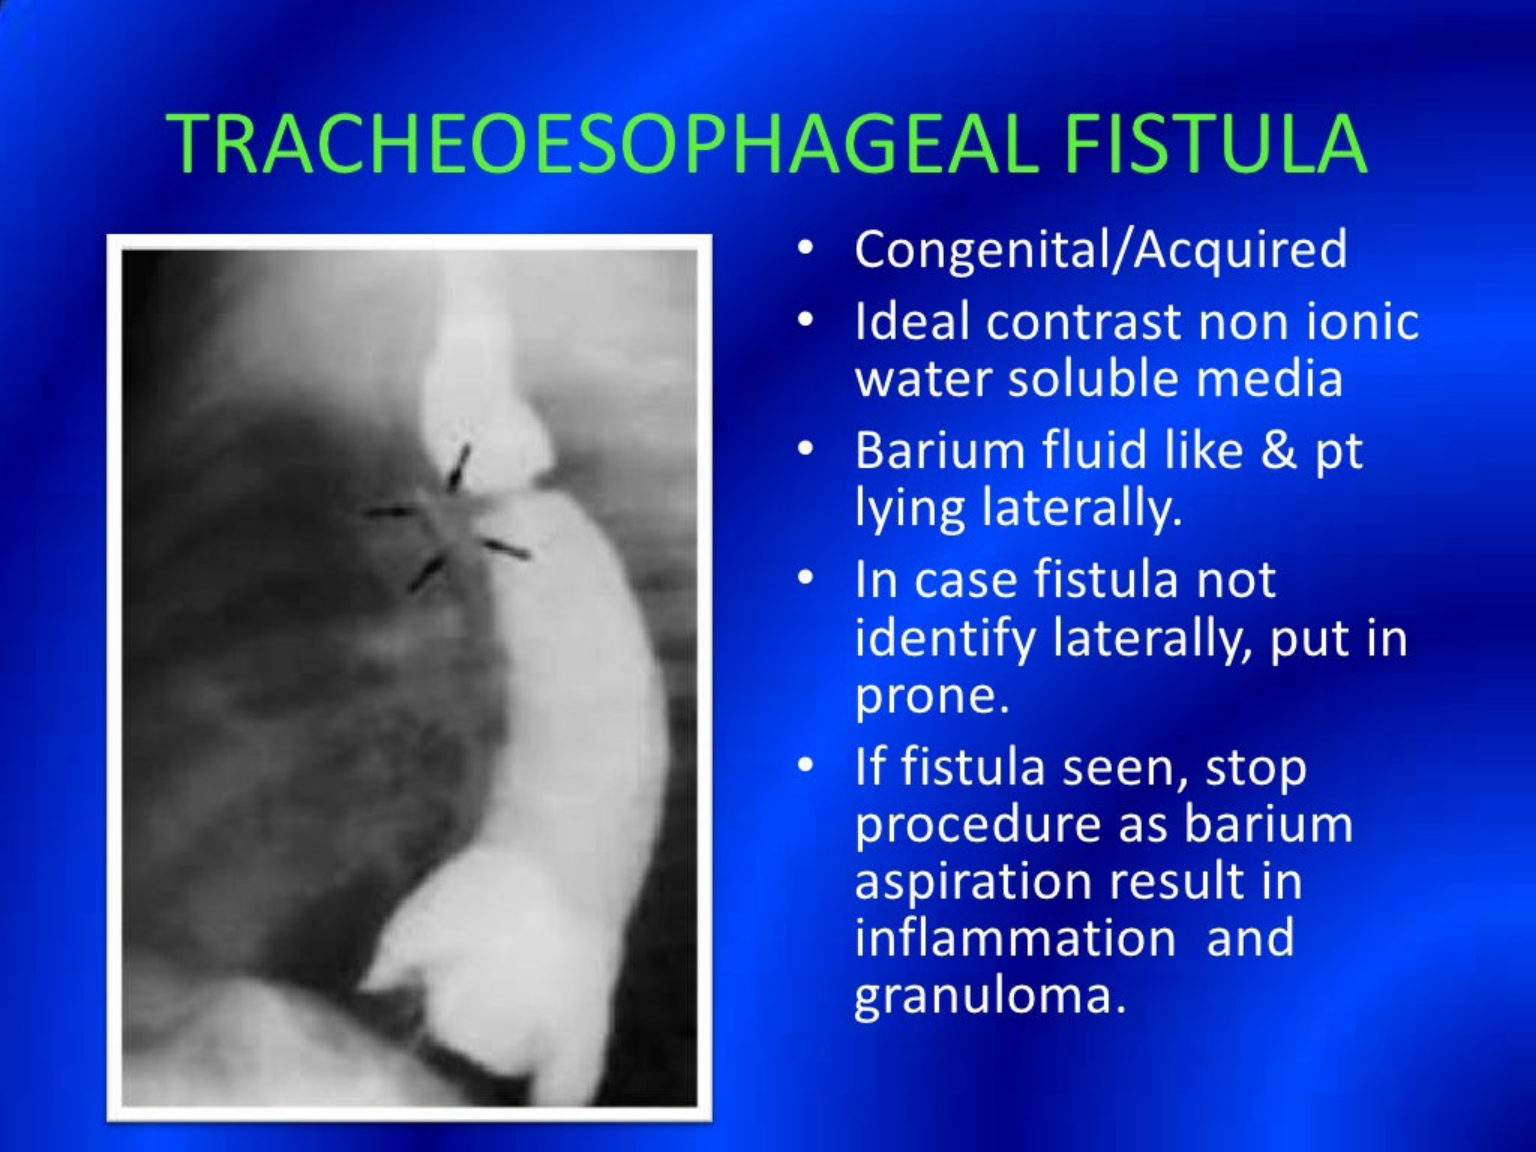 TRACHEOESOPHAGEAL FISTULA
• Congenital/Acquired
• Ideal contrast non ionic
water soluble media
• Barium fluid like & pt
lying laterally.
• In case fistula not
identify laterally, put in
prone.
• If fistula seen, stop
procedure as barium
aspiration result in
inflammation  and
granuloma.